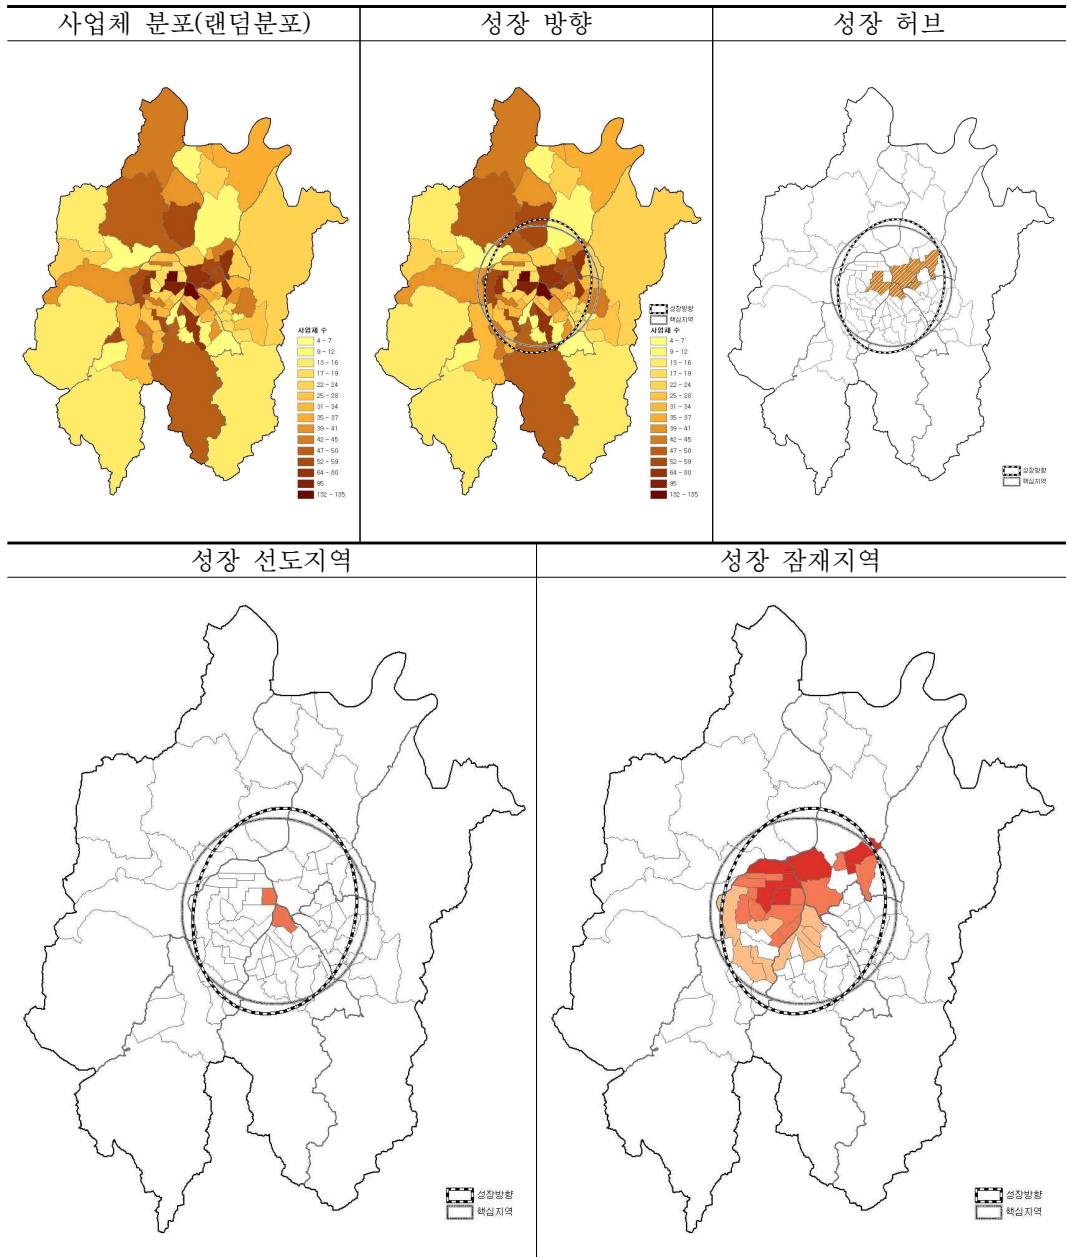 사업체 분포(랜덤분포)
성장 방향
성장 허브
사업체 수
4 - 7
9 - 12
13 - 16
17 - 19
22 - 24
25 - 28
31 - 34
35 - 37
39 - 41
42 - 45
47 - 50
52 - 59
64 - 80
95
132 - 135
성장방향
핵심지역
사업체 수
4 - 7
9 - 12
13 - 16
17 - 19
22 - 24
25 - 28
31 - 34
35 - 37
39 - 41
42 - 45
47 - 50
52 - 59
64 - 80
95
132 - 135
성장방향
핵심지역
성장 선도지역
성장 잠재지역
성장방향
핵심지역
성장방향
핵심지역